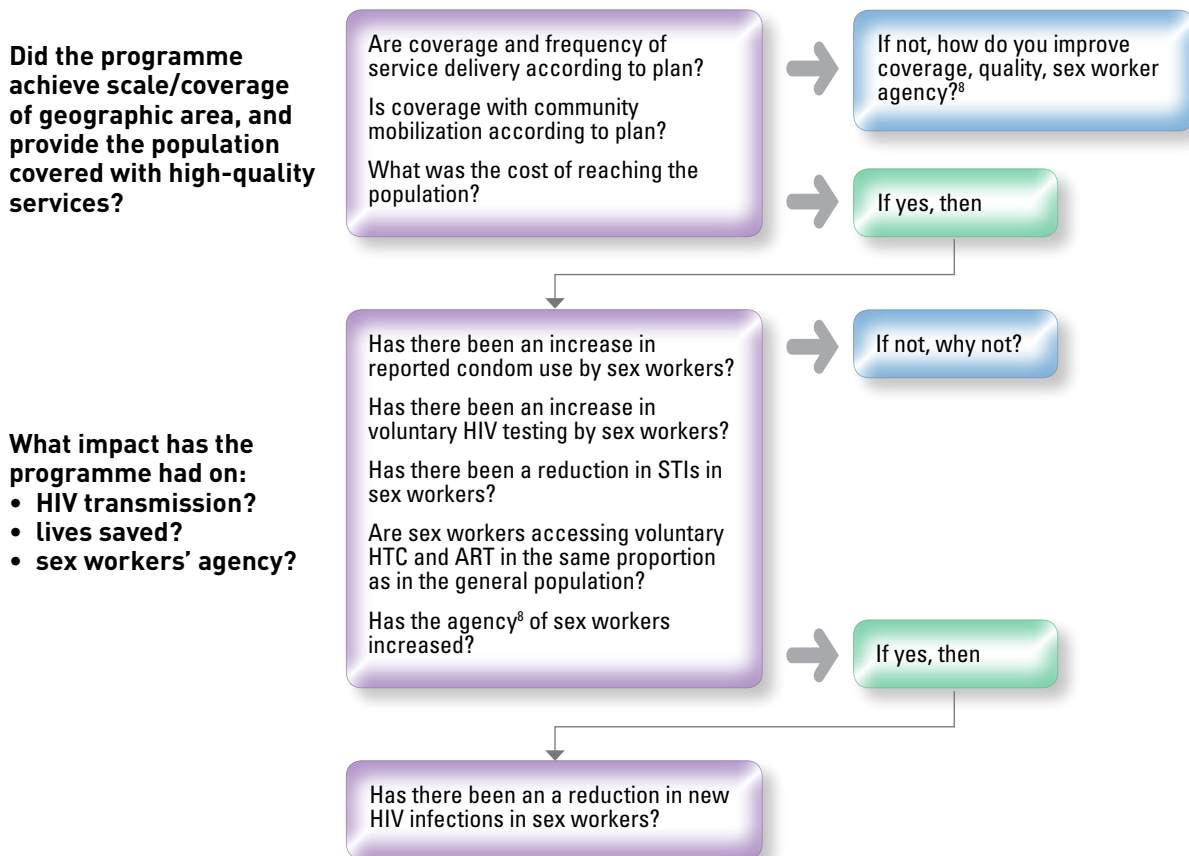 Did the programme
achieve scale/coverage
of geographic area, and
provide the population
covered with high-quality
services?
Are coverage and frequency of
service delivery according to plan?
Is coverage with community
mobilization according to plan?
What was the cost of reaching the
population?
If not, how do you improve
coverage, quality, sex worker
agency?⁸
If yes, then
What impact has the
programme had on:
• HIV transmission?
• lives saved?
• sex workers’ agency?
Has there been an increase in
reported condom use by sex workers?
Has there been an increase in
voluntary HIV testing by sex workers?
Has there been a reduction in STIs in
sex workers?
Are sex workers accessing voluntary
HTC and ART in the same proportion
as in the general population?
Has the agency⁸ of sex workers
increased?
If not, why not?
If yes, then
Has there been an a reduction in new
HIV infections in sex workers?